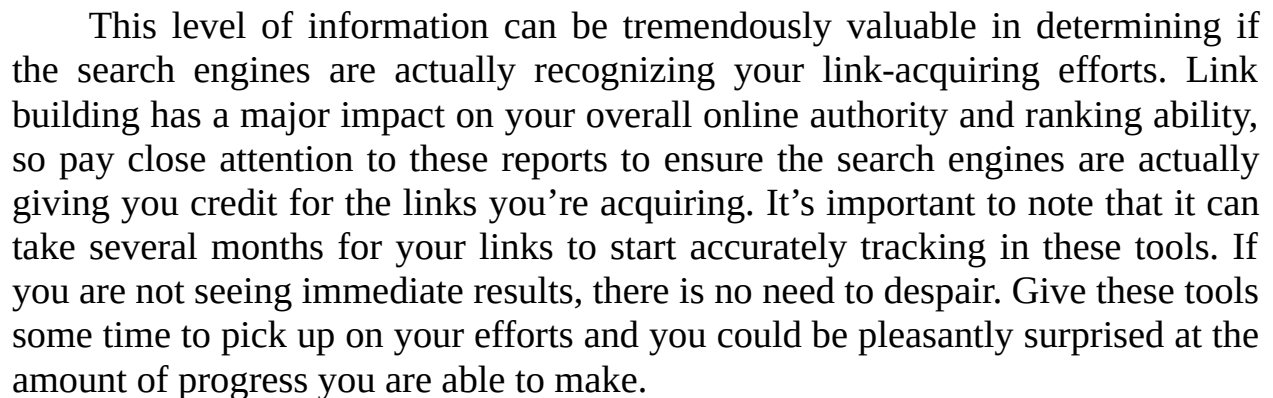 This level of information can be tremendously valuable in determining if
the search engines are actually recognizing your link-acquiring efforts. Link
building has a major impact on your overall online authority and ranking ability,
so pay close attention to these reports to ensure the search engines are actually
giving you credit for the links you’re acquiring. It’s important to note that it can
take several months for your links to start accurately tracking in these tools. If
you are not seeing immediate results, there is no need to despair. Give these tools
some time to pick up on your efforts and you could be pleasantly surprised at the
amount of progress you are able to make.